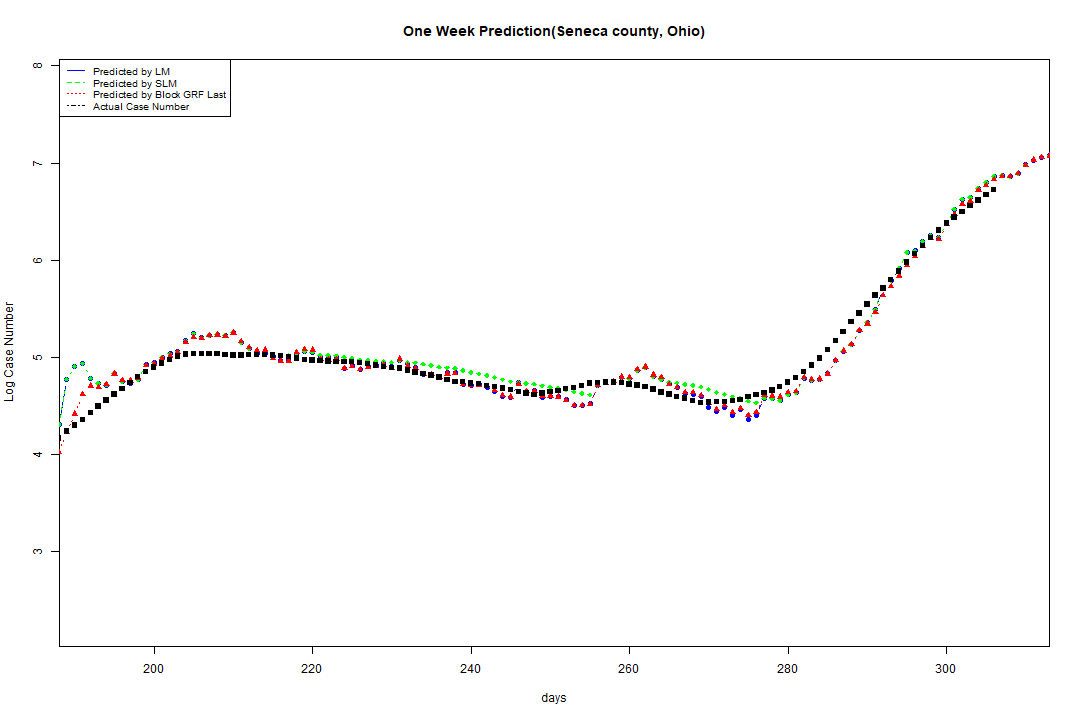 One Week Prediction(Seneca county, Ohio)
Predicted by LM
Predicted by SLM
Predicted by Block GRF Last
Actual Case Number
8
7
6
5
4
3
Log Case Number
200 220 240 260 280 300
days